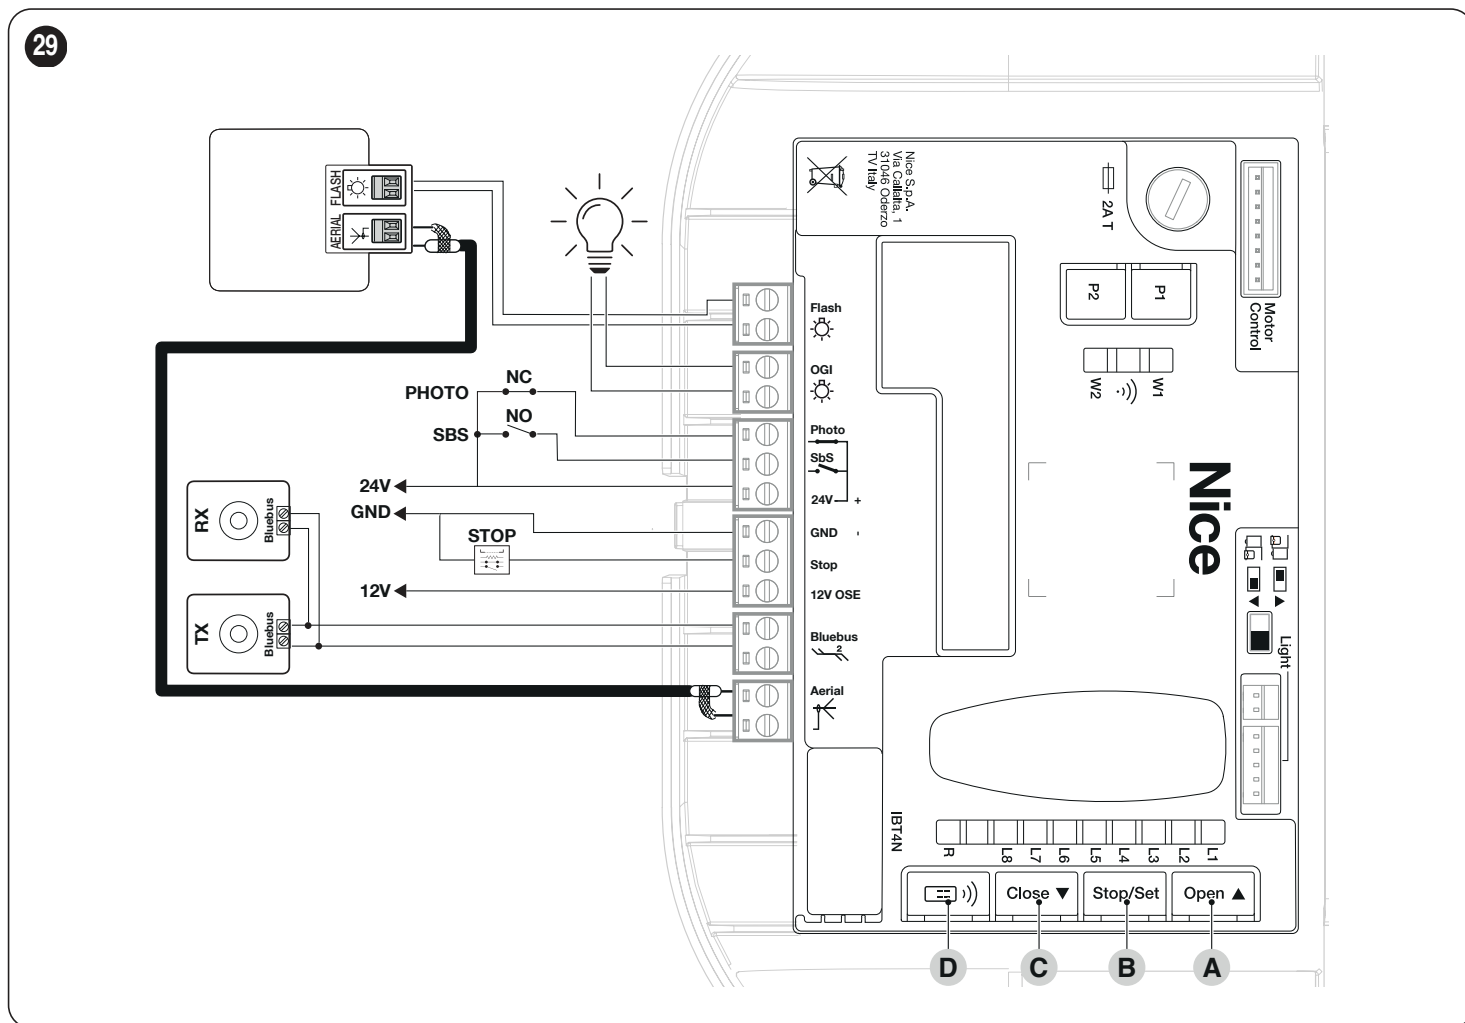 29
FLASH
AERIAL
PHOTO
NC
SBS
NO
24V
GND
STOP
12V
RX
Bluebus
TX
Bluebus
Nice S.p.A.
Via Callalta, 1
31046 Oderzo
TV Italy
2A T
Motor
Control
P2
P1
W2
W1
Flash
OGI
Photo
SbS
24V +
GND -
Stop
12V OSE
Bluebus
2
Aerial
Nice
Light
IBT4N
R
L8
L7
L6
L5
L4
L3
L2
L1
Close ▼
Stop/Set
Open ▲
D
C
B
A